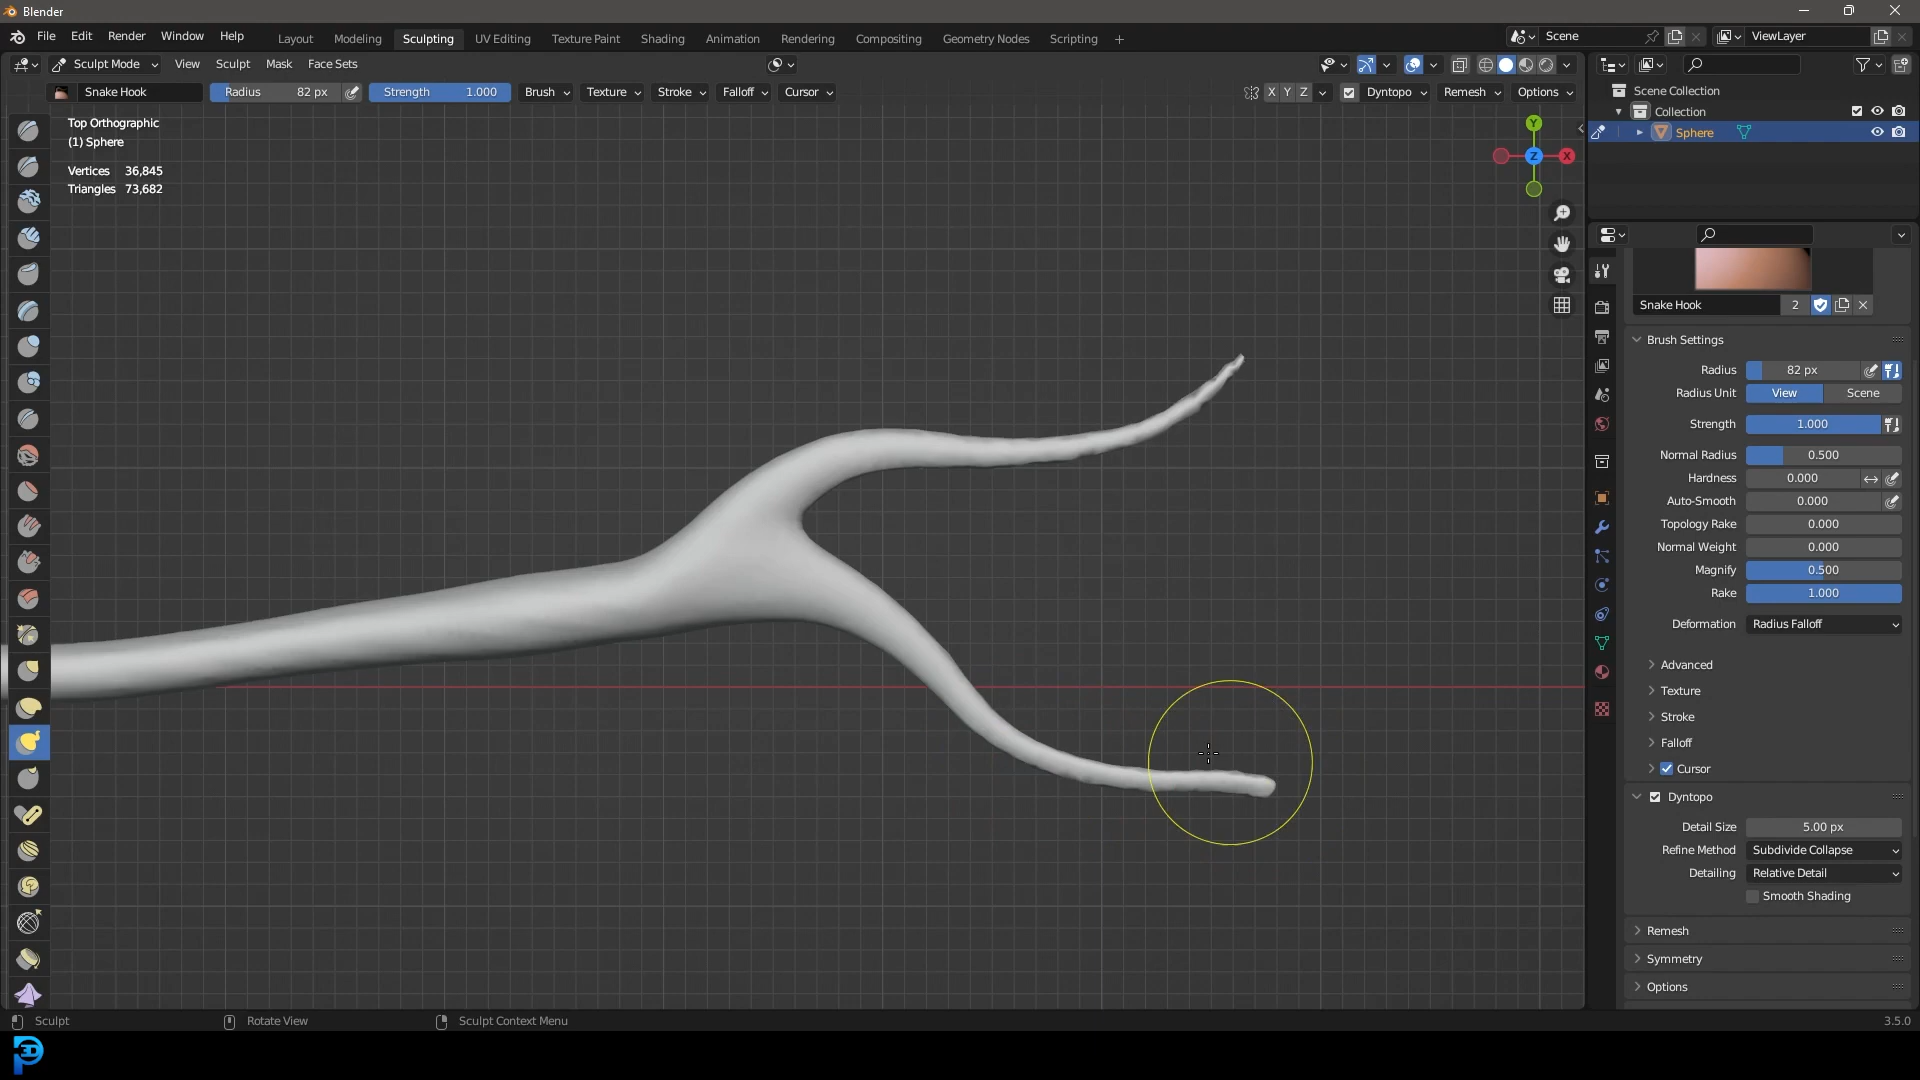 Blender
File Edit Render Window Help Layout Modeling Sculpting UV Editing Texture Paint Shading Animation Rendering Compositing Geometry Nodes Scripting + Scene ViewLayer
Sculpt Mode View Sculpt Mask Face Sets
Snake Hook Radius 82 px Strength 1.000 Brush Texture Stroke Falloff Cursor X Y Z Dyntopo Remesh Options
Top Orthographic
(1) Sphere
Vertices 36,845
Triangles 73,682
Y
Z
X
Scene Collection
Collection
Sphere
Snake Hook 2
Brush Settings
Radius 82 px
Radius Unit View Scene
Strength 1.000
Normal Radius 0.500
Hardness 0.000
Auto-Smooth 0.000
Topology Rake 0.000
Normal Weight 0.000
Magnify 0.500
Rake 1.000
Deformation Radius Falloff
Advanced
Texture
Stroke
Falloff
Cursor
Dyntopo
Detail Size 5.00 px
Refine Method Subdivide Collapse
Detailing Relative Detail
Smooth Shading
Remesh
Symmetry
Options
Sculpt Rotate View Sculpt Context Menu 3.5.0
3D